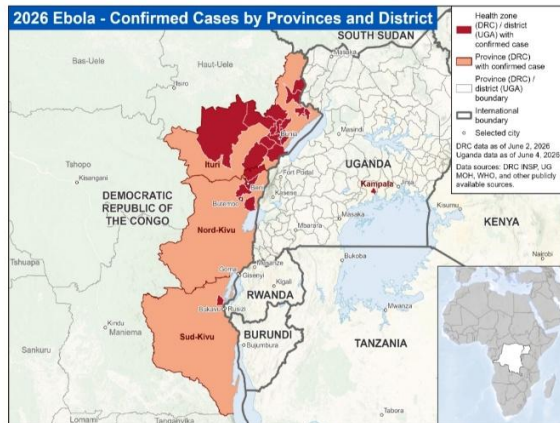 2026 Ebola - Confirmed Cases by Provinces and District
Health zone
(DRC) / district
(UGA) with
confirmed case
Province (DRC)
with confirmed case
Province (DRC) /
district (UGA)
boundary
International
boundary
Selected city
DRC data as of June 2, 2026
Uganda data as of June 4, 2026
Data sources: DRC INSP, UG
MOH, WHO, and other publicly
available sources.
SOUTH SUDAN
Bas-Uele
Haut-Uele
Isiro
Masindi
Bunia
Ituri
Tshopo
Kisangani
UGANDA
Fort Portal
Kampala
Jinja
DEMOCRATIC
REPUBLIC OF
THE CONGO
Beni
Butembo
Kasese
Masaka
Kisumu
KENYA
Nord-Kivu
Mbarara
Bukoba
Nairobi
Tshuapa
Goma
Gisenyi
Kigali
RWANDA
Bukavu
Mwanza
Kindu
Maniema
Sud-Kivu
BURUNDI
Bujumbura
TANZANIA
Sankuru
Lomami
Tanganyika
Tabora